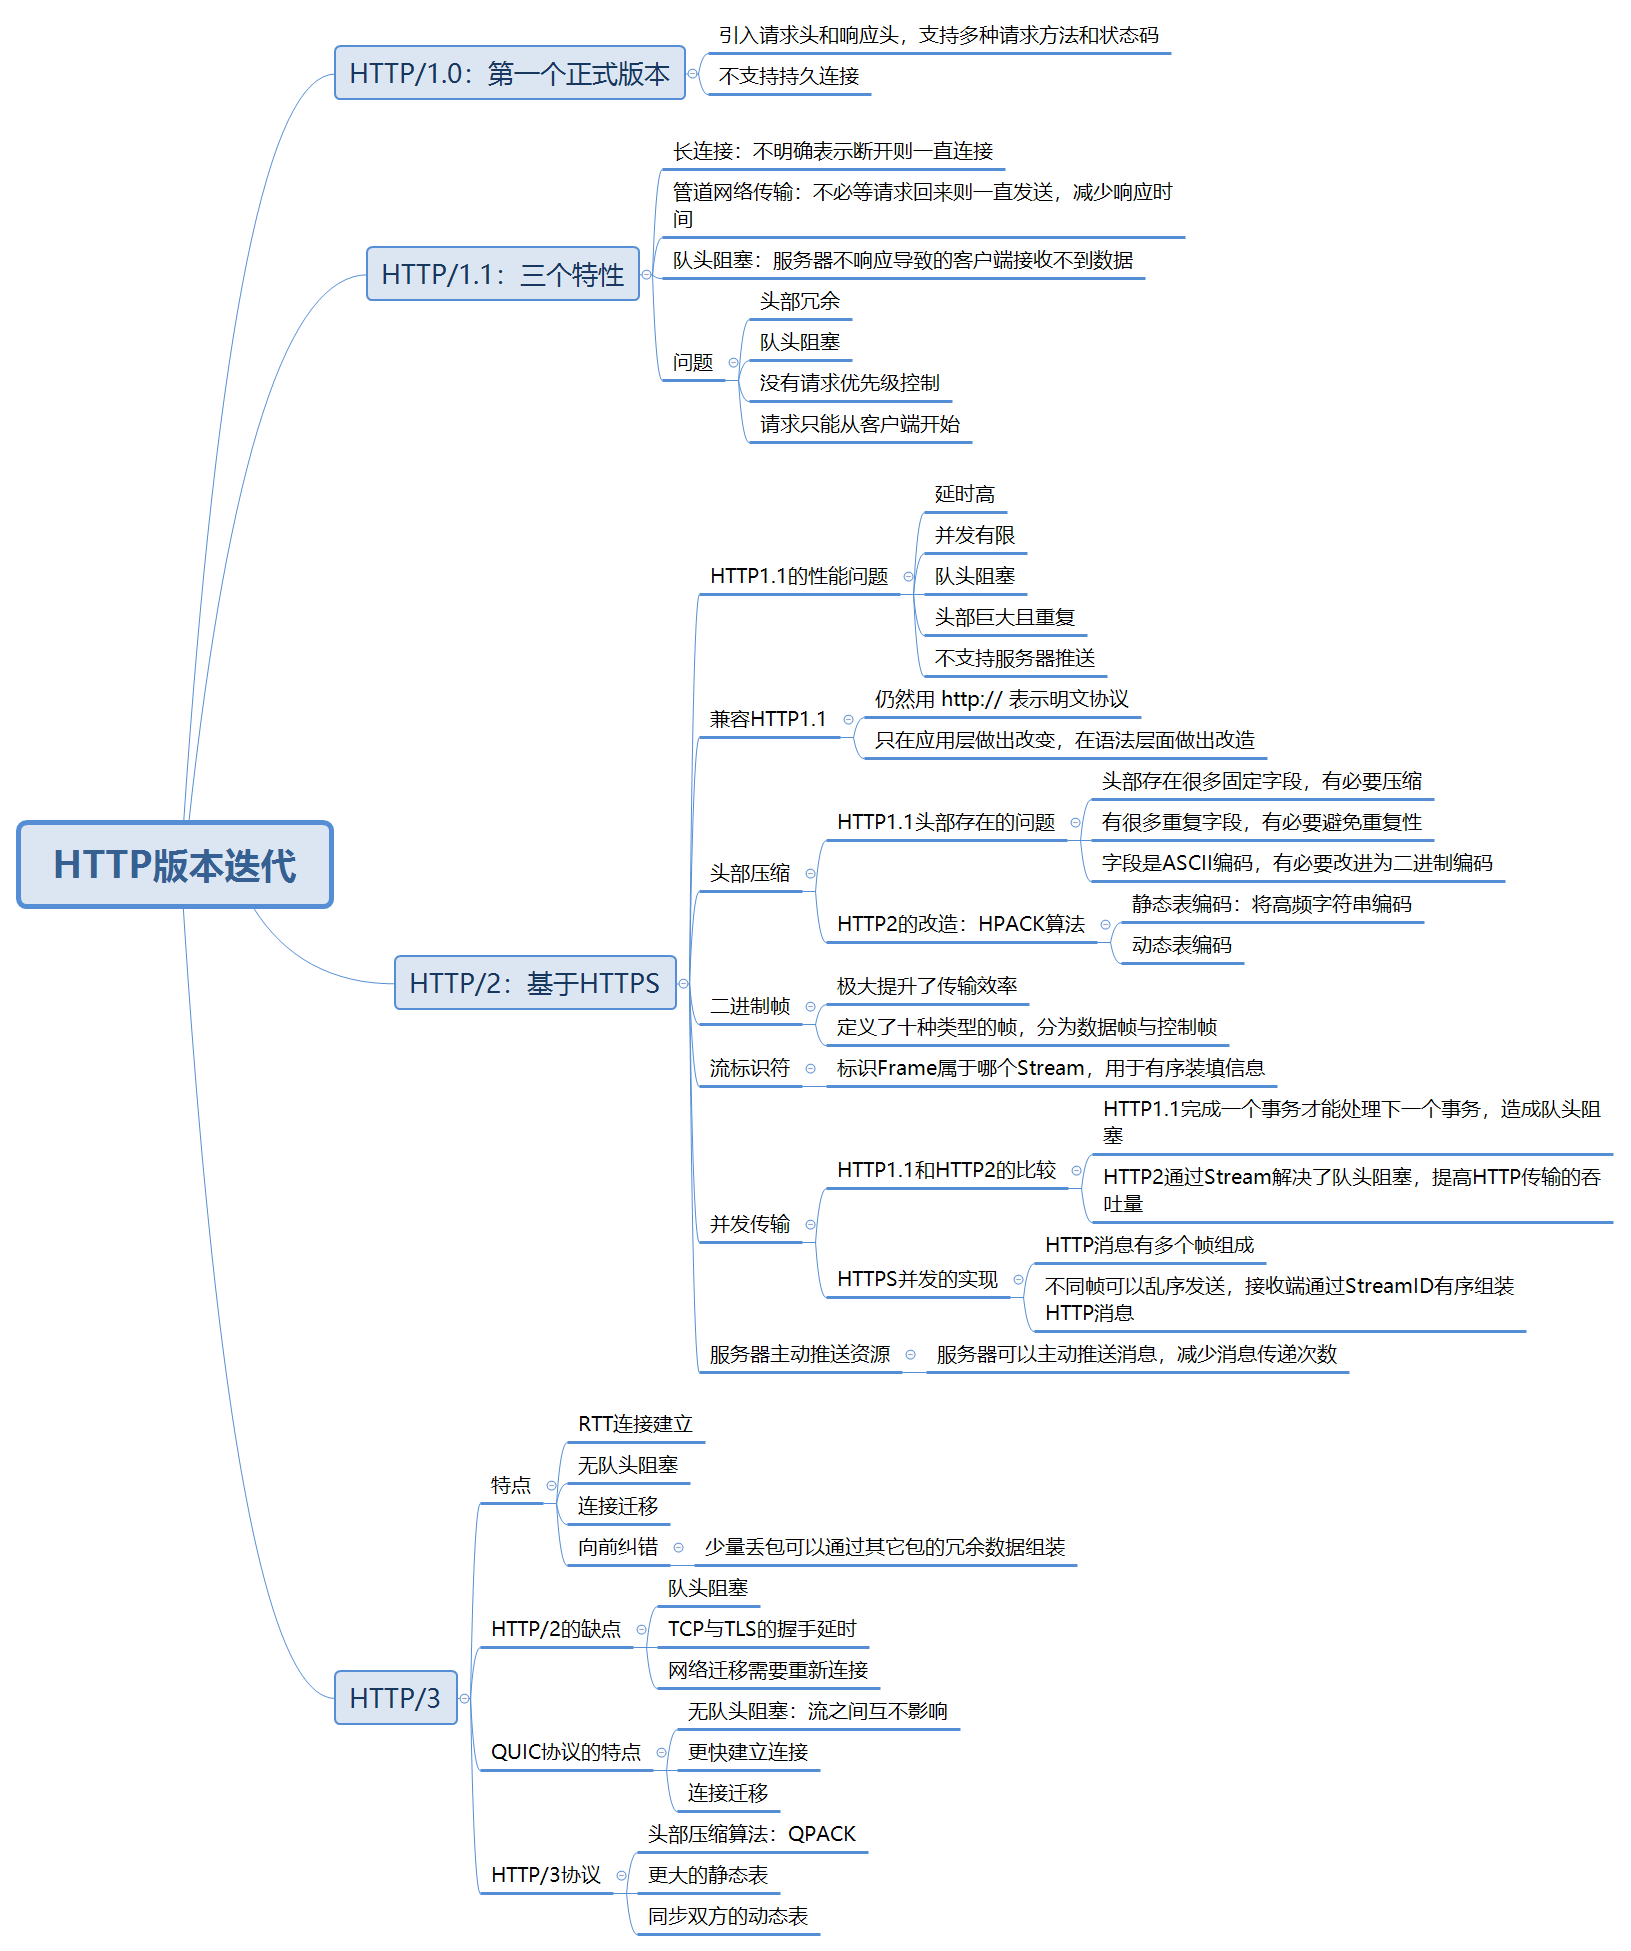 HTTP版本迭代
HTTP/1.0：第一个正式版本
引入请求头和响应头，支持多种请求方法和状态码
不支持持久连接
HTTP/1.1：三个特性
长连接：不明确表示断开则一直连接
管道网络传输：不必等请求回来则一直发送，减少响应时
间
队头阻塞：服务器不响应导致的客户端接收不到数据
问题
头部冗余
队头阻塞
没有请求优先级控制
请求只能从客户端开始
HTTP/2：基于HTTPS
HTTP1.1的性能问题
延时高
并发有限
队头阻塞
头部巨大且重复
不支持服务器推送
兼容HTTP1.1
仍然用 http:// 表示明文协议
只在应用层做出改变，在语法层面做出改造
头部压缩
HTTP1.1头部存在的问题
头部存在很多固定字段，有必要压缩
有很多重复字段，有必要避免重复性
字段是ASCII编码，有必要改进为二进制编码
HTTP2的改造：HPACK算法
静态表编码：将高频字符串编码
动态表编码
二进制帧
极大提升了传输效率
定义了十种类型的帧，分为数据帧与控制帧
流标识符
标识Frame属于哪个Stream，用于有序装填信息
并发传输
HTTP1.1和HTTP2的比较
HTTP1.1完成一个事务才能处理下一个事务，造成队头阻
塞
HTTP2通过Stream解决了队头阻塞，提高HTTP传输的吞
吐量
HTTPS并发的实现
HTTP消息有多个帧组成
不同帧可以乱序发送，接收端通过StreamID有序组装
HTTP消息
服务器主动推送资源
服务器可以主动推送消息，减少消息传递次数
HTTP/3
特点
RTT连接建立
无队头阻塞
连接迁移
向前纠错
少量丢包可以通过其它包的冗余数据组装
HTTP/2的缺点
队头阻塞
TCP与TLS的握手延时
网络迁移需要重新连接
QUIC协议的特点
无队头阻塞：流之间互不影响
更快建立连接
连接迁移
HTTP/3协议
头部压缩算法：QPACK
更大的静态表
同步双方的动态表